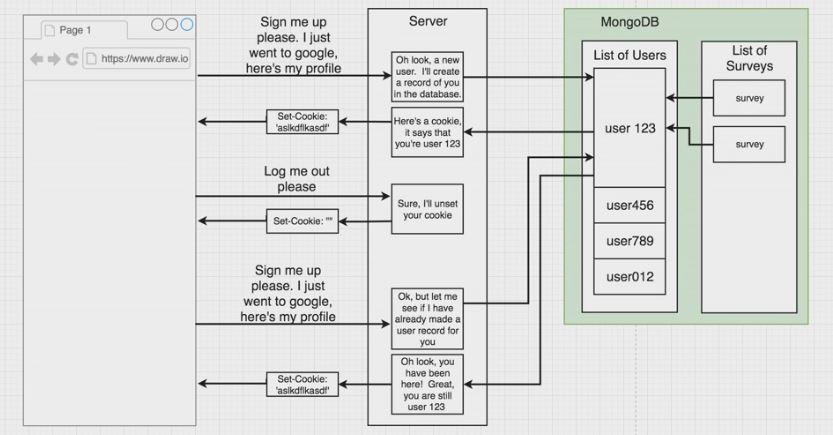 Page 1
https://www.draw.io
Sign me up
please. I just
went to google,
here's my profile
Set-Cookie:
'aslkdflkasdf'
Log me out
please
Set-Cookie: ""
Sign me up
please. I just
went to google,
here's my profile
Set-Cookie:
'aslkdflkasdf'
Server
Oh look, a new
user. I'll create
a record of you
in the database.
Here's a cookie,
it says that
you're user 123
Sure, I'll unset
your cookie
Ok, but let me
see if I have
already made a
user record for
you
Oh look, you
have been
here! Great,
you are still
user 123
MongoDB
List of Users
user 123
user456
user789
user012
List of
Surveys
survey
survey